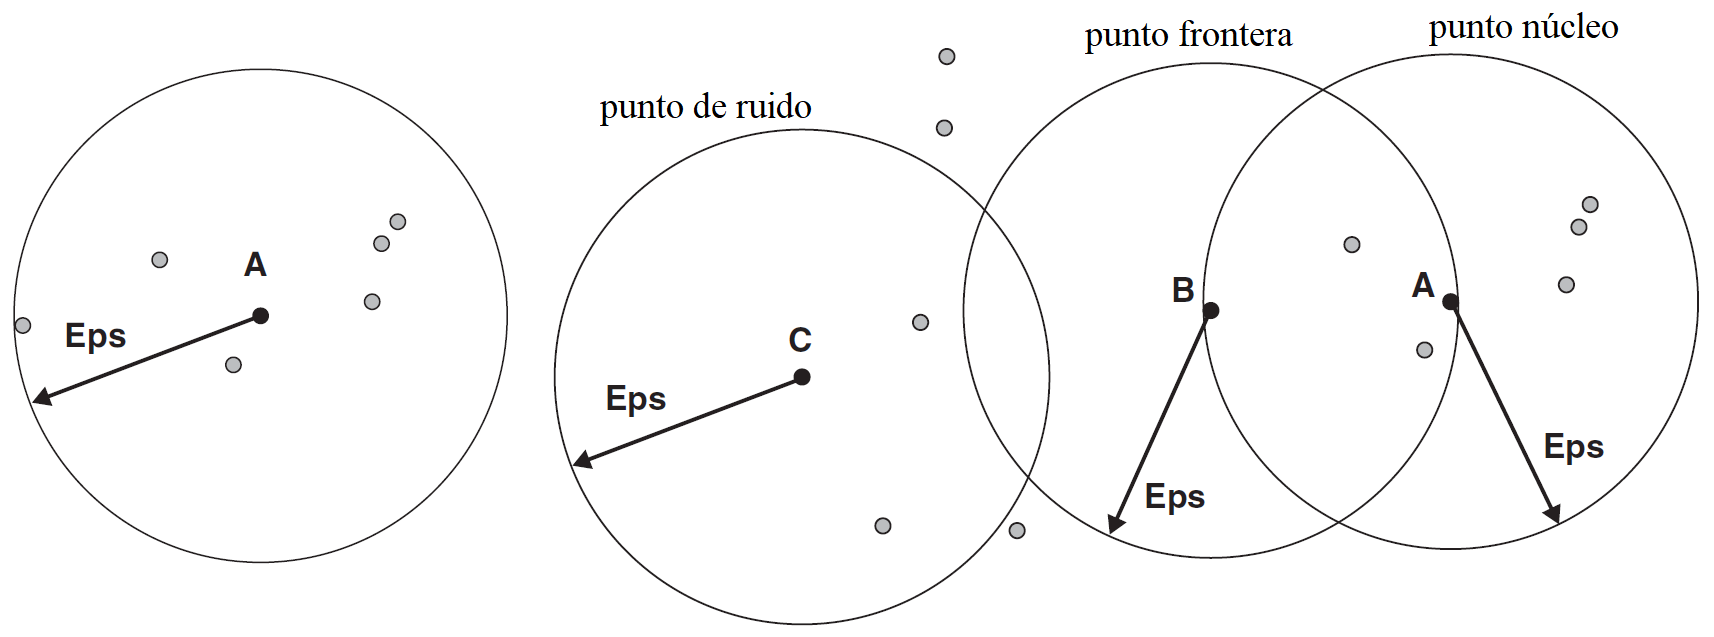 A
Eps
punto de ruido
C
Eps
punto frontera
B
Eps
punto núcleo
A
Eps